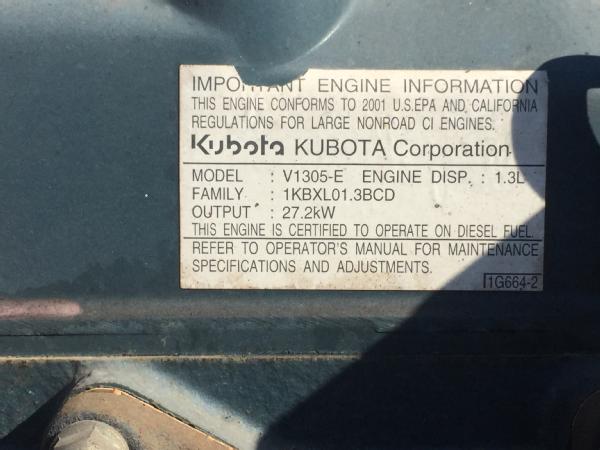 IMPORTANT ENGINE INFORMATION
THIS ENGINE CONFORMS TO 2001 U.S.EPA AND CALIFORNIA
REGULATIONS FOR LARGE NONROAD CI ENGINES.
Kubota KUBOTA Corporation
MODEL : V1305-E ENGINE DISP. : 1.3L
FAMILY : 1KBXL01.3BCD
OUTPUT : 27.2kW
THIS ENGINE IS CERTIFIED TO OPERATE ON DIESEL FUEL.
REFER TO OPERATOR'S MANUAL FOR MAINTENANCE
SPECIFICATIONS AND ADJUSTMENTS.
1G664-2